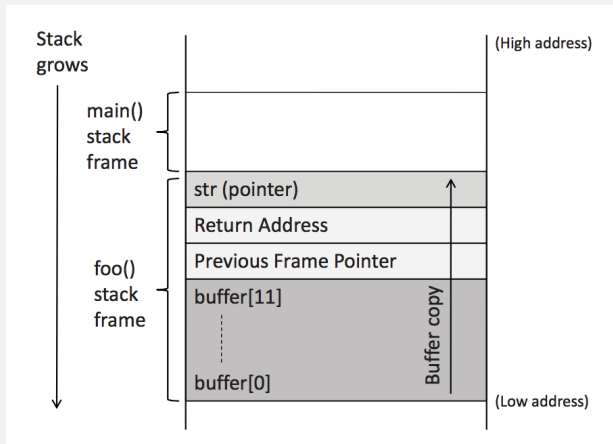 Stack
grows
(High address)
main()
stack
frame
str (pointer)
Return Address
Previous Frame Pointer
foo()
stack
frame
buffer[11]
Buffer copy
buffer[0]
(Low address)